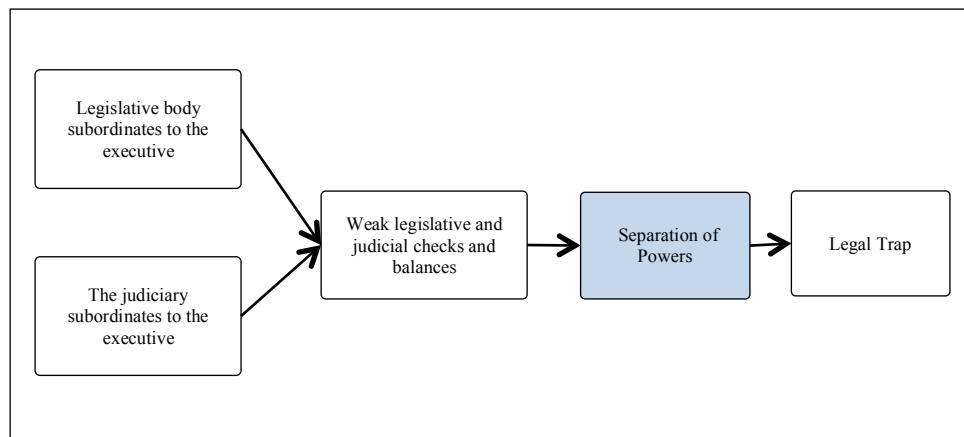 Legislative body
subordinates to the
executive
The judiciary
subordinates to the
executive
Weak legislative and
judicial checks and
balances
Separation of
Powers
Legal Trap